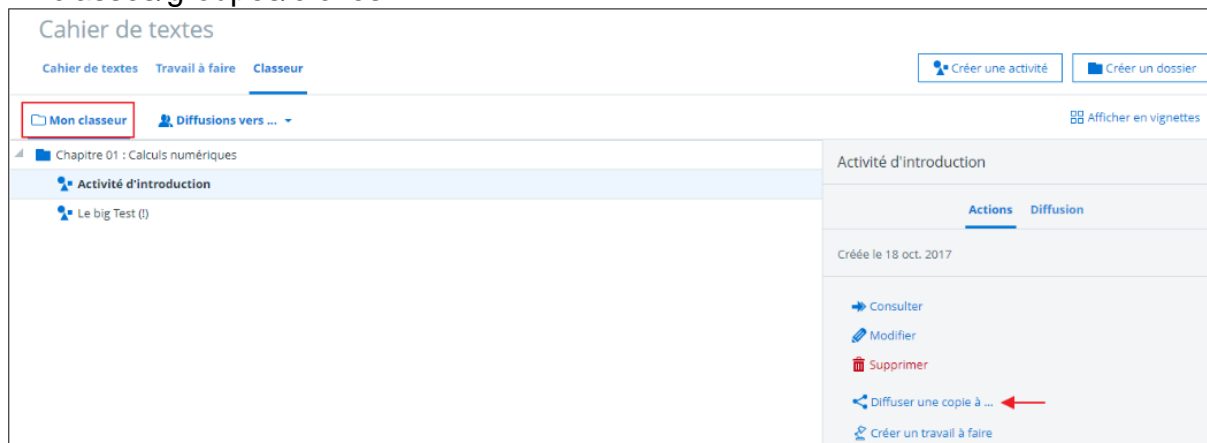 Cahier de textes
Cahier de textes Travail à faire Classeur
Créer une activité Créer un dossier
Mon classeur Diffusions vers ... Afficher en vignettes
Chapitre 01 : Calculs numériques
Activité d'introduction
Le big Test (!)
Activité d'introduction
Actions Diffusion
Créée le 18 oct. 2017
Consulter
Modifier
Supprimer
Diffuser une copie à ...
Créer un travail à faire